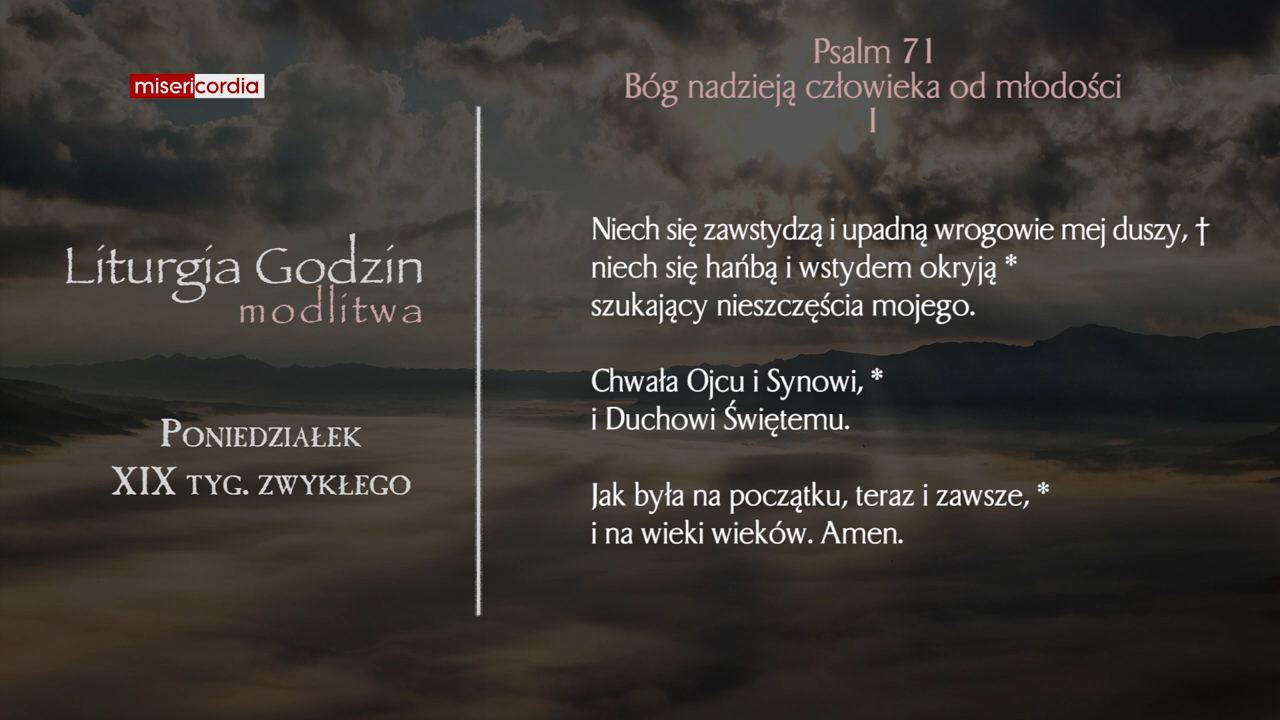 misericordia
Liturgia Godzin
modlitwa
Poniedziałek
XIX tyg. zwykłego
Psalm 71
Bóg nadzieją człowieka od młodości
I
Niech się zawstydzą i upadną wrogowie mej duszy, †
niech się hańbą i wstydem okryją *
szukający nieszczęścia mojego.
Chwała Ojcu i Synowi, *
i Duchowi Świętemu.
Jak była na początku, teraz i zawsze, *
i na wieki wieków. Amen.